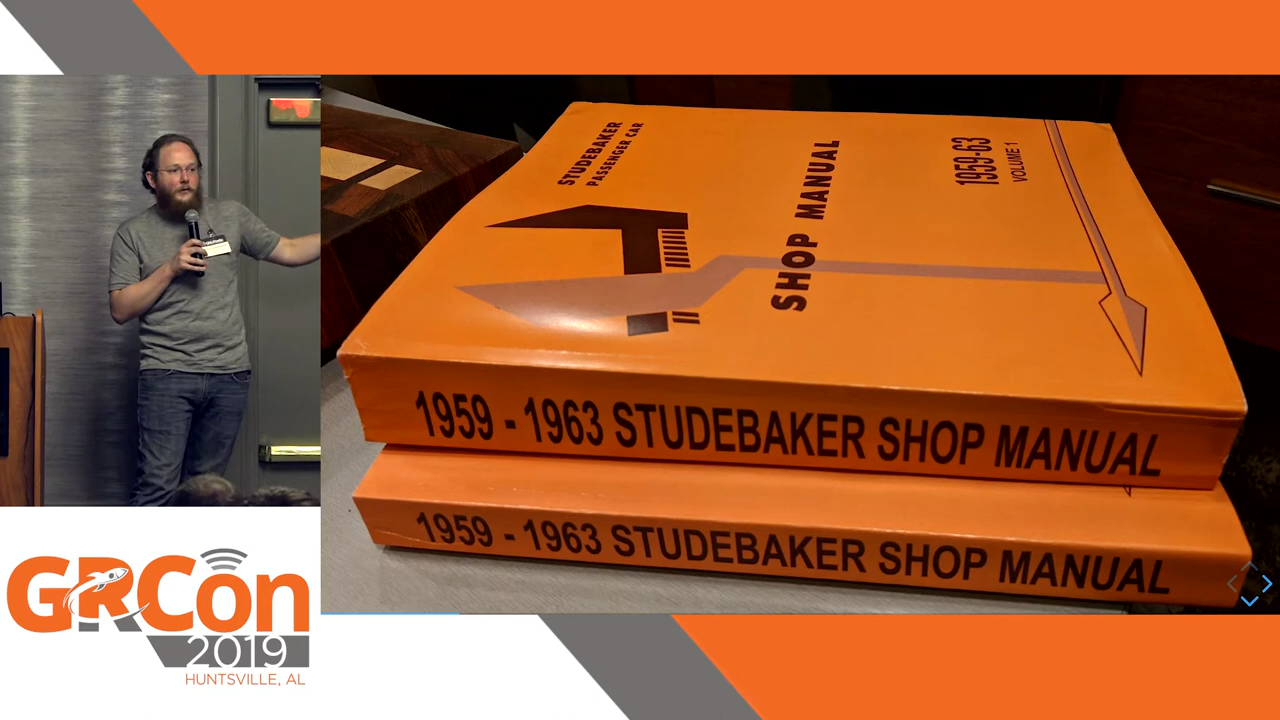 STUDEBAKER
PASSENGER CAR
SHOP MANUAL
1959-63
VOLUME 1
1959 - 1963 STUDEBAKER SHOP MANUAL
1959 - 1963 STUDEBAKER SHOP MANUAL
GRCon
2019
HUNTSVILLE, AL